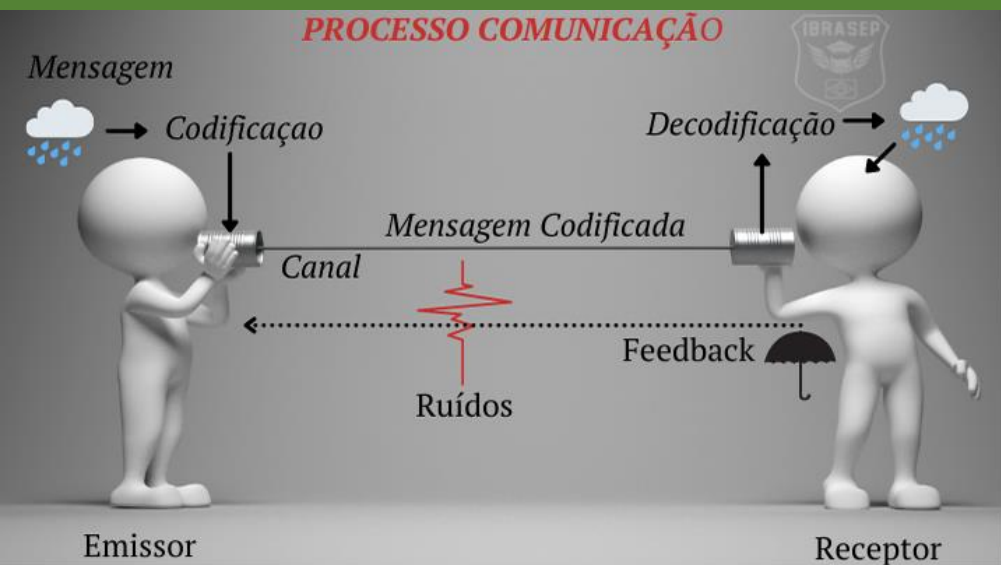 PROCESSO COMUNICAÇÃO
IBRASEP
Mensagem
Codificaçao
Decodificação
Mensagem Codificada
Canal
Feedback
Ruídos
Emissor
Receptor